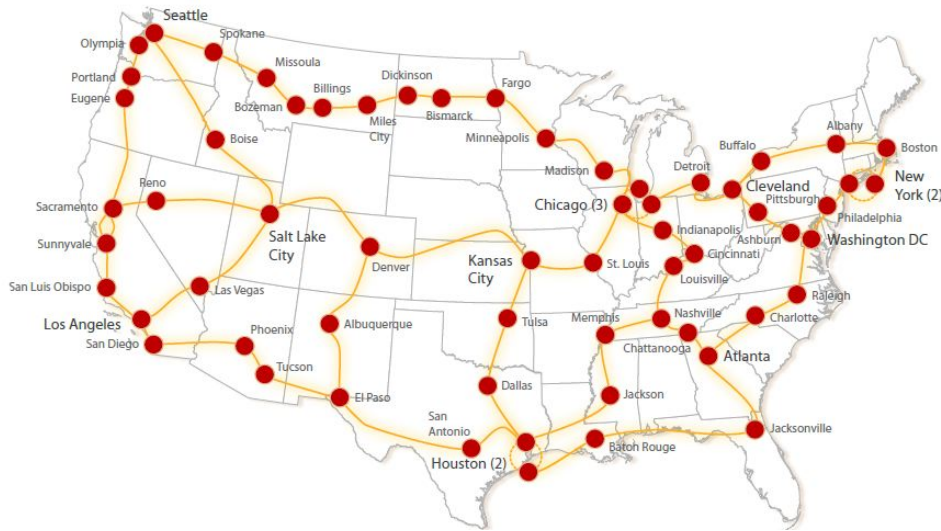 Seattle
Olympia
Spokane
Portland
Missoula
Eugene
Bozeman
Billings
Miles
City
Dickinson
Bismarck
Fargo
Minneapolis
Boise
Madison
Detroit
Buffalo
Albany
Boston
Reno
Sacramento
Sunnyvale
Salt Lake
City
Chicago (3)
Cleveland
Pittsburgh
New
York (2)
Philadelphia
Indianapolis
Ashburn
Washington DC
Cincinnati
Denver
Kansas
City
St. Louis
Louisville
San Luis Obispo
Las Vegas
Raleigh
Los Angeles
San Diego
Phoenix
Albuquerque
Tulsa
Memphis
Nashville
Charlotte
Chattanooga
Atlanta
Tucson
El Paso
Dallas
Jackson
San
Antonio
Houston (2)
Baton Rouge
Jacksonville